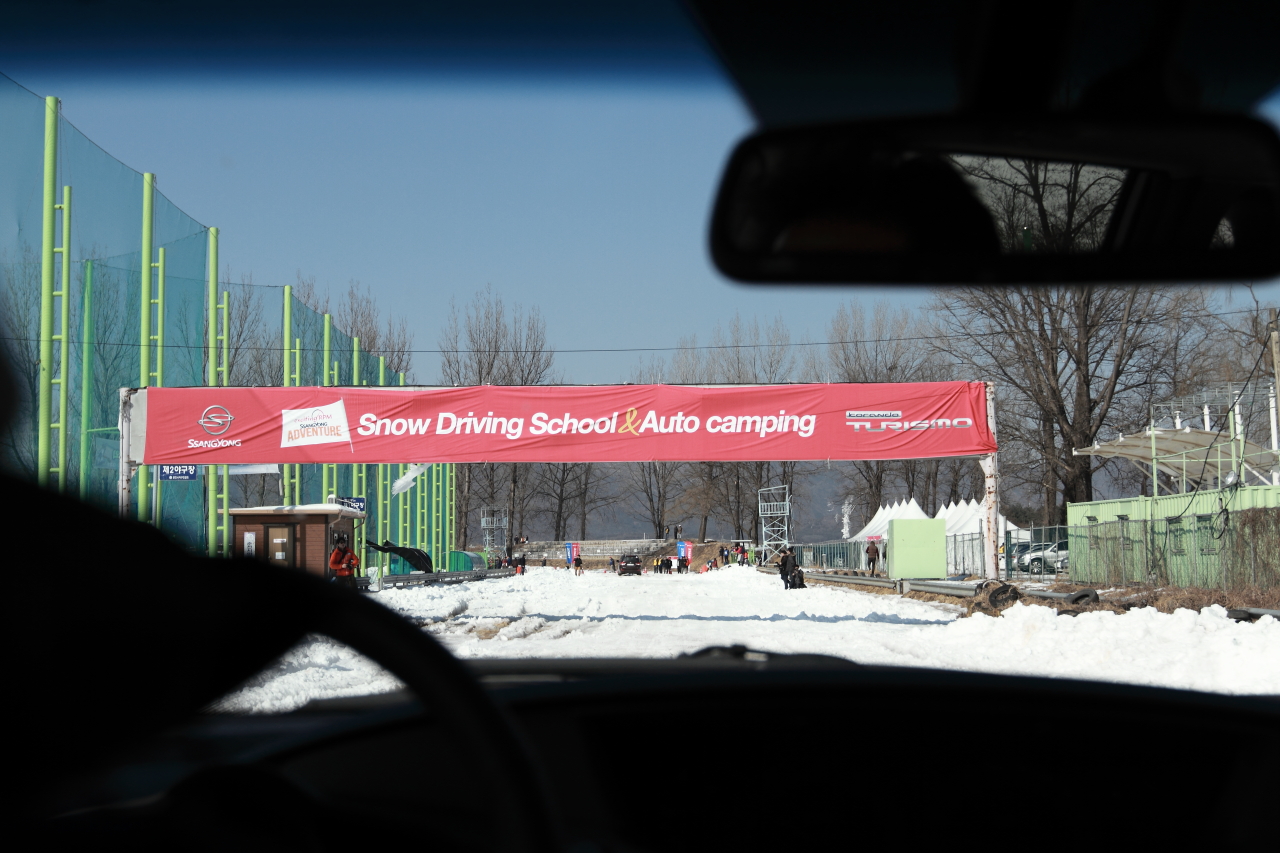 SSANGYONG
SSANGYONG
ADVENTURE
Snow Driving School & Auto camping
korando
TURISMO
제2야구장